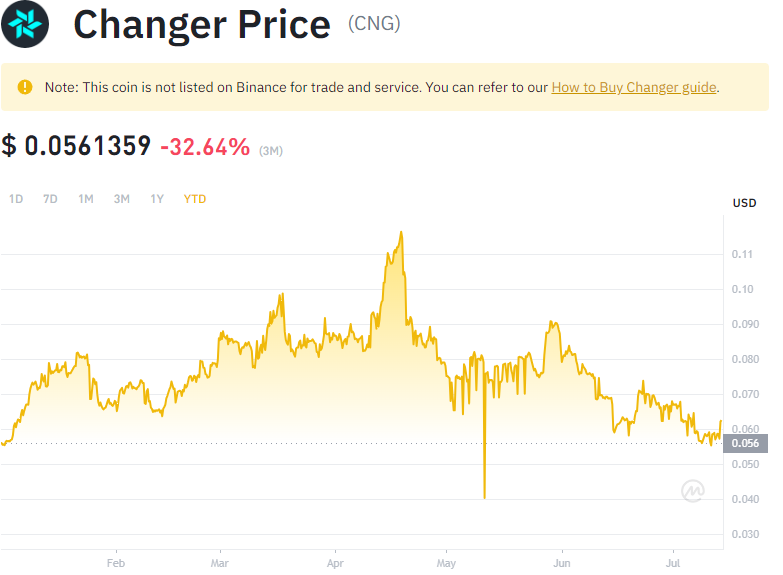 Changer Price (CNG)
Note: This coin is not listed on Binance for trade and service. You can refer to our How to Buy Changer guide.
$ 0.0561359 -32.64% (3M)
1D 7D 1M 3M 1Y YTD
USD
0.11
0.10
0.090
0.080
0.070
0.060
0.056
0.050
0.040
0.030
Feb Mar Apr May Jun Jul